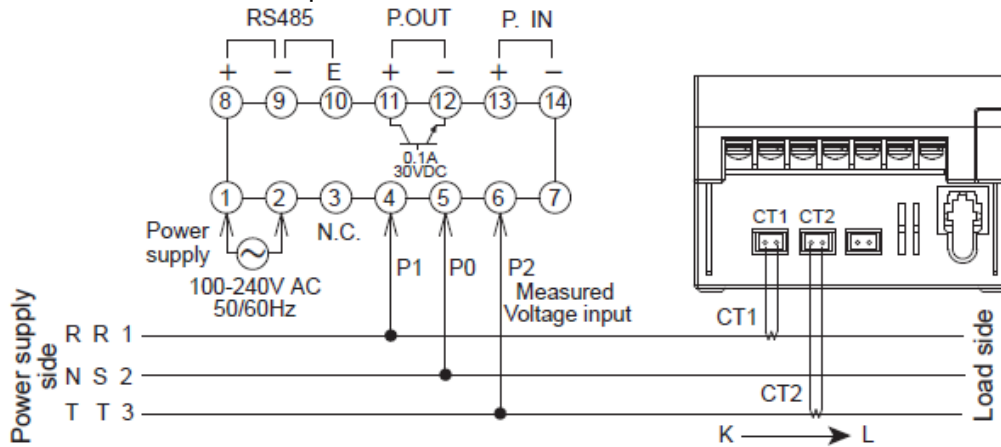 RS485 P.OUT P. IN
+ − E + − + −
8 9 10 11 12 13 14
0.1A
30VDC
1 2 3 4 5 6 7
Power
supply
N.C.
100-240V AC
50/60Hz
P1 P0 P2
Measured
Voltage input
CT1 CT2
CT1
CT2
Power supply
side
R R 1
N S 2
T T 3
Load side
K L